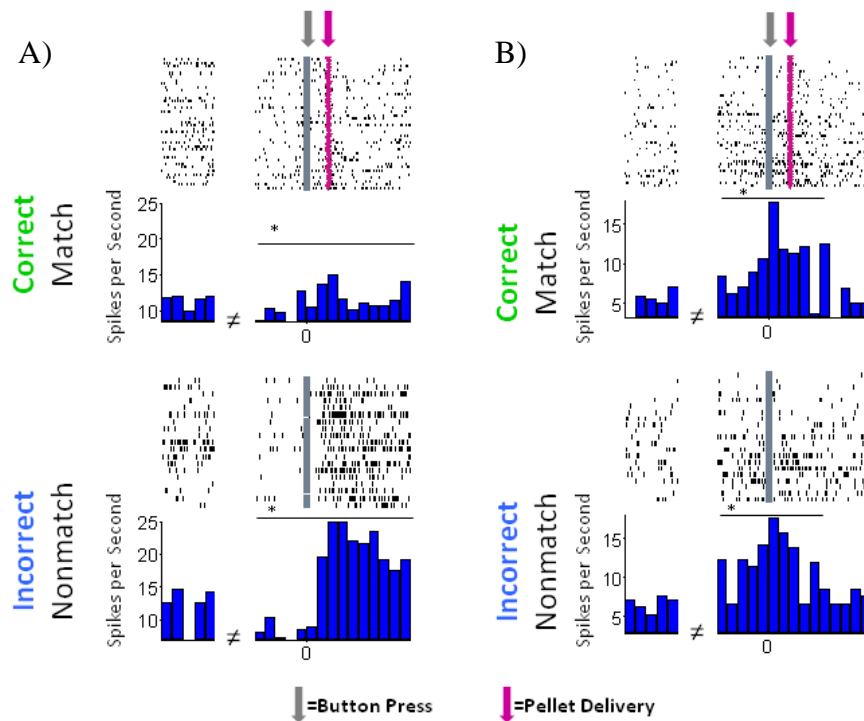 A)
B)
Correct
Match
Spikes per Second
25
20
15
10
*
≠
0
Correct
Match
Spikes per Second
15
10
5
*
≠
0
Incorrect
Nonmatch
Spikes per Second
25
20
15
10
*
≠
0
Incorrect
Nonmatch
Spikes per Second
15
10
5
*
≠
0
=Button Press
=Pellet Delivery